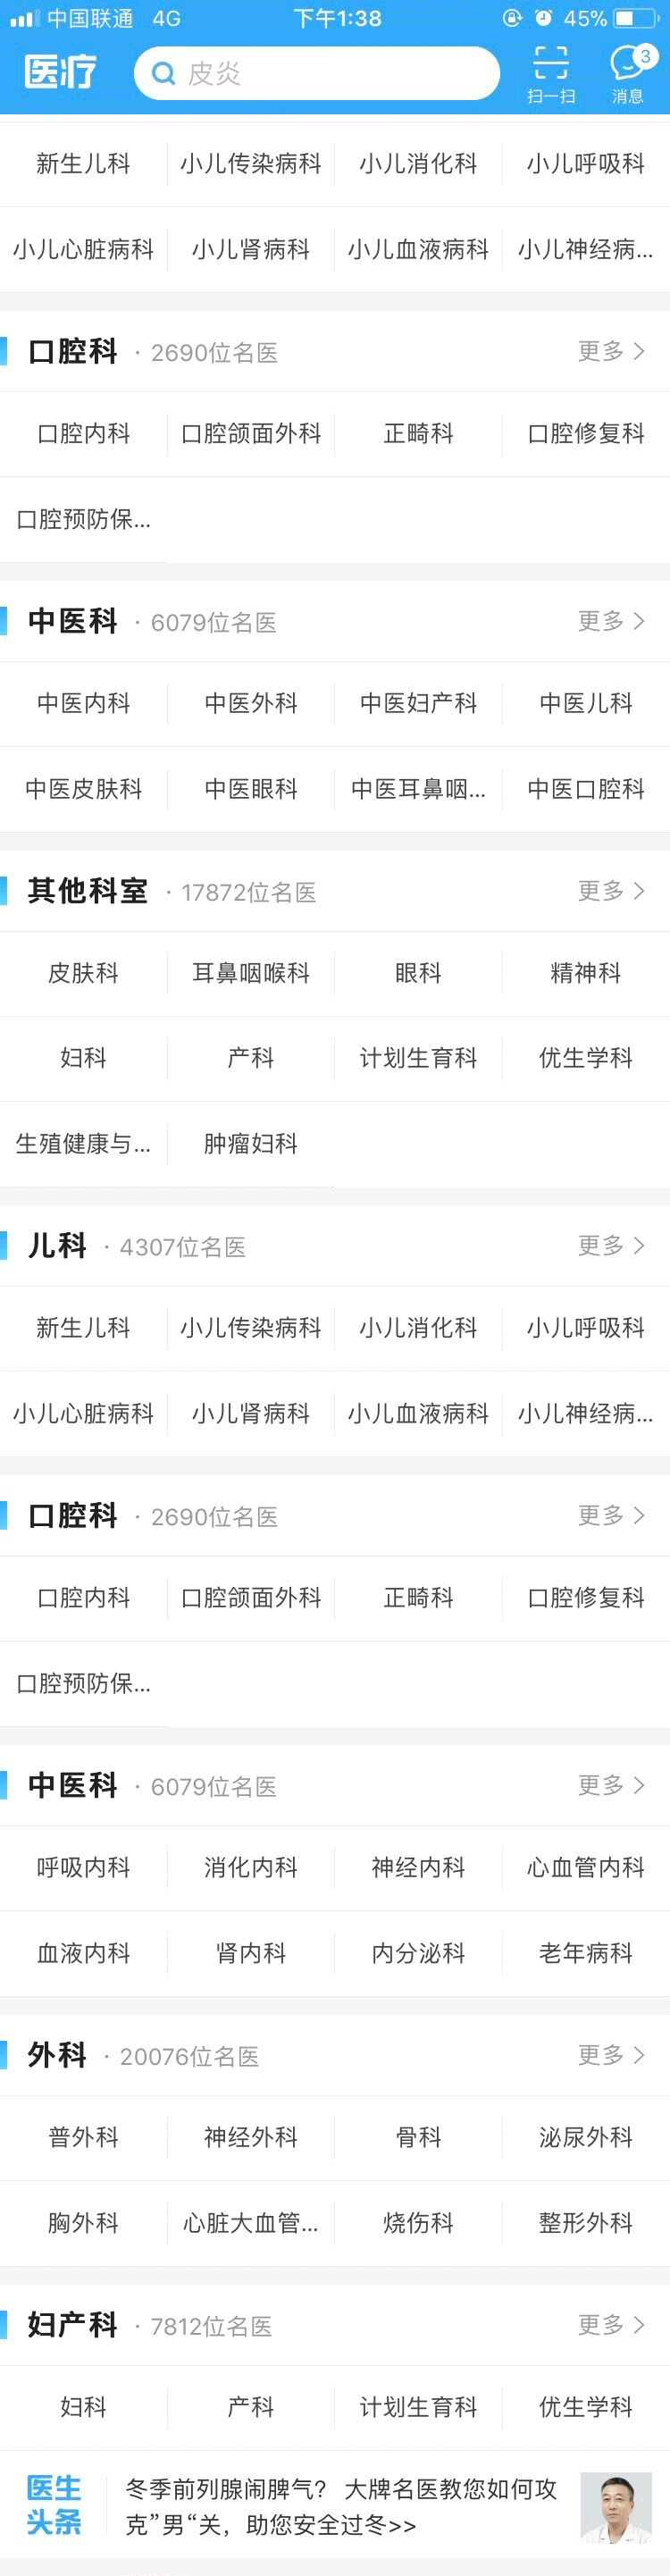 中国联通 4G 下午1:38 45%
医疗 皮炎 扫一扫 消息 3
新生儿科 小儿传染病科 小儿消化科 小儿呼吸科
小儿心脏病科 小儿肾病科 小儿血液病科 小儿神经病...
口腔科 · 2690位名医 更多 >
口腔内科 口腔颌面外科 正畸科 口腔修复科
口腔预防保...
中医科 · 6079位名医 更多 >
中医内科 中医外科 中医妇产科 中医儿科
中医皮肤科 中医眼科 中医耳鼻咽... 中医口腔科
其他科室 · 17872位名医 更多 >
皮肤科 耳鼻咽喉科 眼科 精神科
妇科 产科 计划生育科 优生学科
生殖健康与... 肿瘤妇科
儿科 · 4307位名医 更多 >
新生儿科 小儿传染病科 小儿消化科 小儿呼吸科
小儿心脏病科 小儿肾病科 小儿血液病科 小儿神经病...
口腔科 · 2690位名医 更多 >
口腔内科 口腔颌面外科 正畸科 口腔修复科
口腔预防保...
中医科 · 6079位名医 更多 >
呼吸内科 消化内科 神经内科 心血管内科
血液内科 肾内科 内分泌科 老年病科
外科 · 20076位名医 更多 >
普外科 神经外科 骨科 泌尿外科
胸外科 心脏大血管... 烧伤科 整形外科
妇产科 · 7812位名医 更多 >
妇科 产科 计划生育科 优生学科
医生 冬季前列腺闹脾气？ 大牌名医教您如何攻
头条 克”男“关，助您安全过冬>>